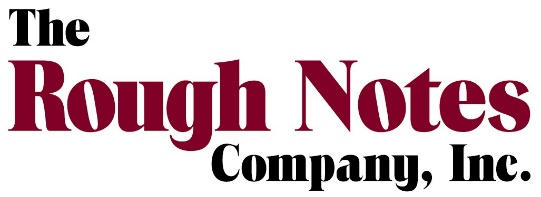 The
Rough Notes
Company, Inc.